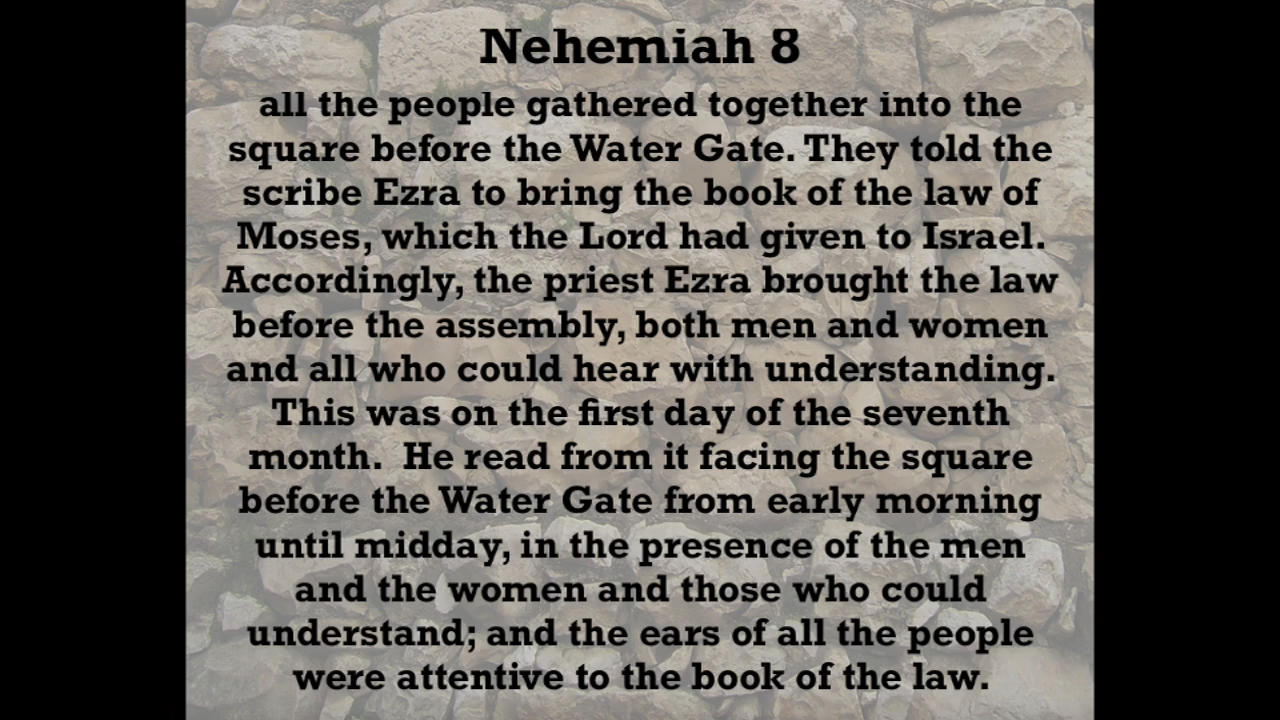 Nehemiah 8
all the people gathered together into the
square before the Water Gate. They told the
scribe Ezra to bring the book of the law of
Moses, which the Lord had given to Israel.
Accordingly, the priest Ezra brought the law
before the assembly, both men and women
and all who could hear with understanding.
This was on the first day of the seventh
month.  He read from it facing the square
before the Water Gate from early morning
until midday, in the presence of the men
and the women and those who could
understand; and the ears of all the people
were attentive to the book of the law.